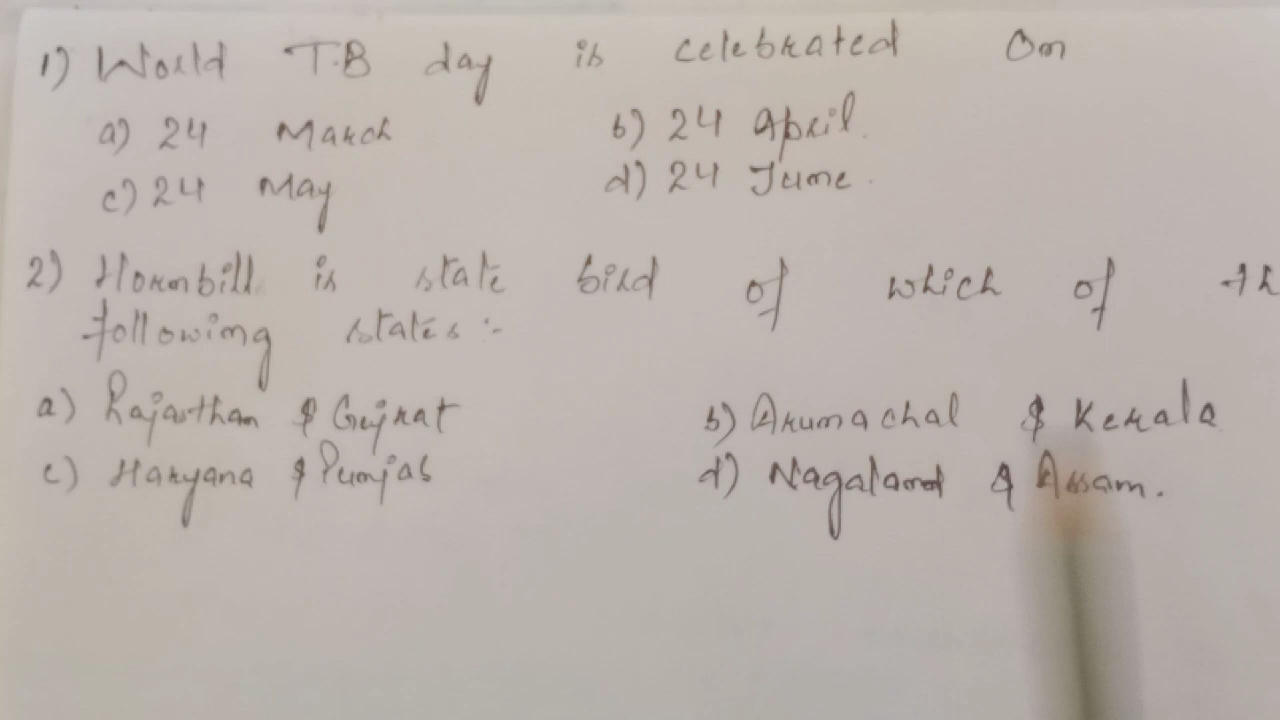 1) World T.B day is celebrated on
a) 24 March b) 24 April.
c) 24 May d) 24 June.
2) Hornbill is state bird of which of th
following states :-
a) Rajasthan & Gujrat b) Arunachal & Kerala
c) Haryana & Punjab d) Nagaland & Assam.